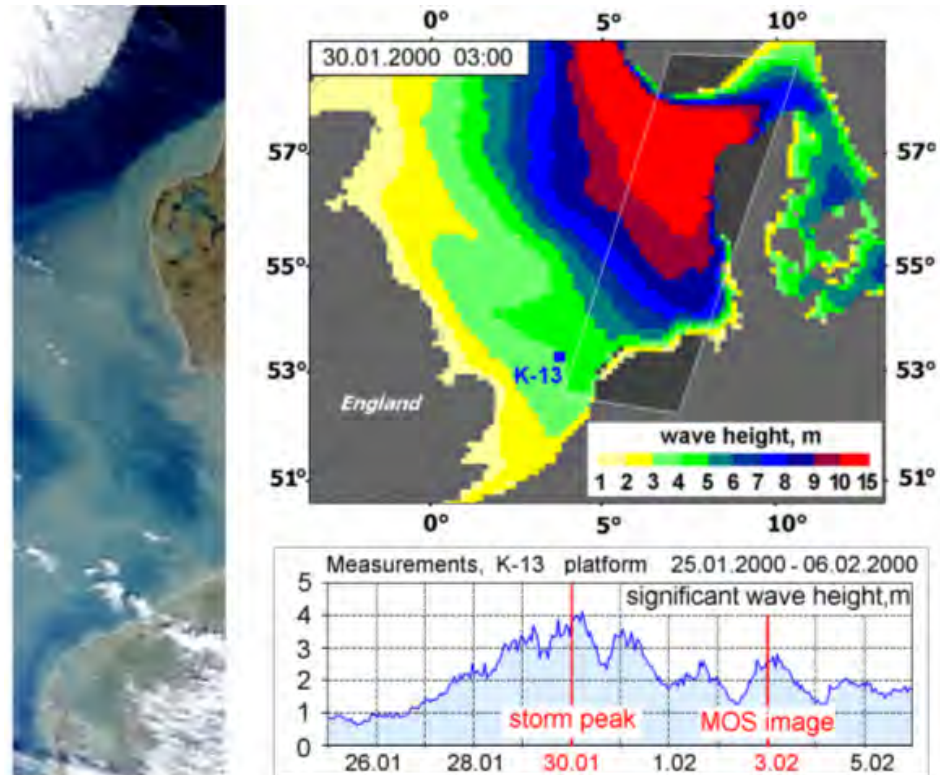 0° 5° 10°
30.01.2000 03:00
57° 57°
55° 55°
53° 53°
K-13
England
wave height, m
1 2 3 4 5 6 7 8 9 10 15
51° 51°
0° 5° 10°
Measurements, K-13 platform 25.01.2000 - 06.02.2000
significant wave height,m
5
4
3
2
1
0
storm peak MOS image
26.01 28.01 30.01 1.02 3.02 5.02